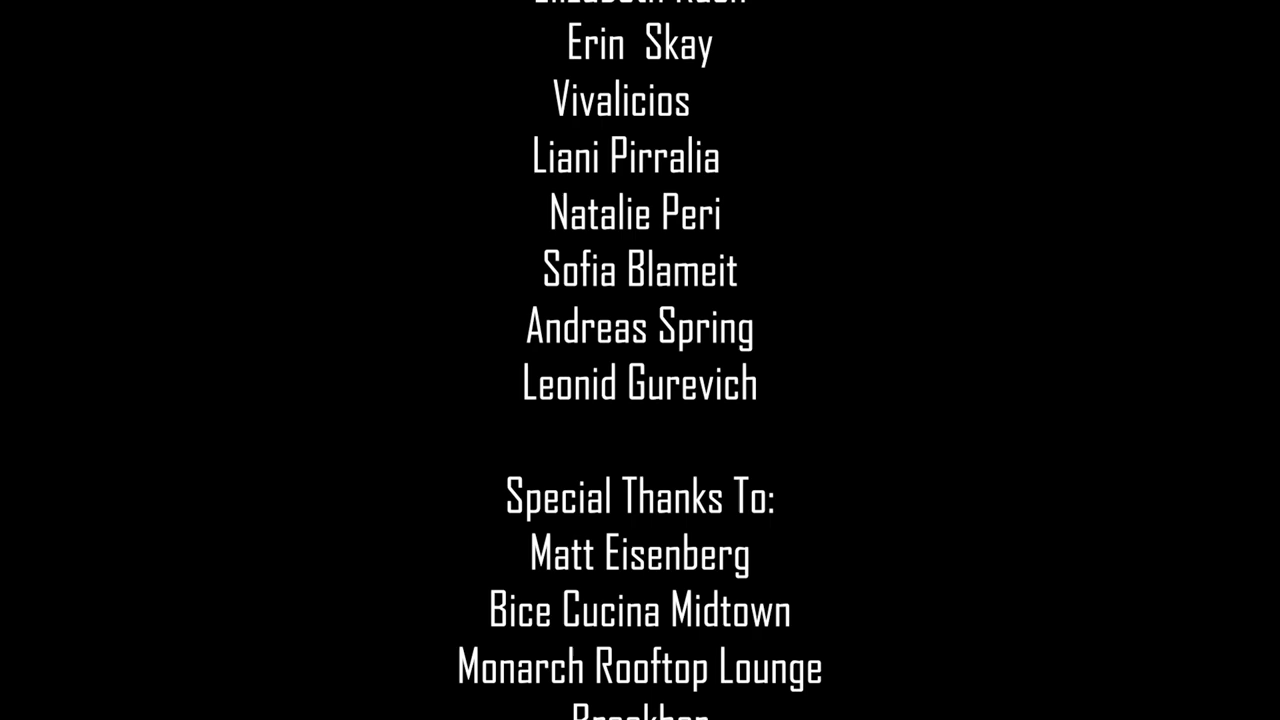 Erin Skay
Vivalicios
Liani Pirralia
Natalie Peri
Sofia Blameit
Andreas Spring
Leonid Gurevich
Special Thanks To:
Matt Eisenberg
Bice Cucina Midtown
Monarch Rooftop Lounge